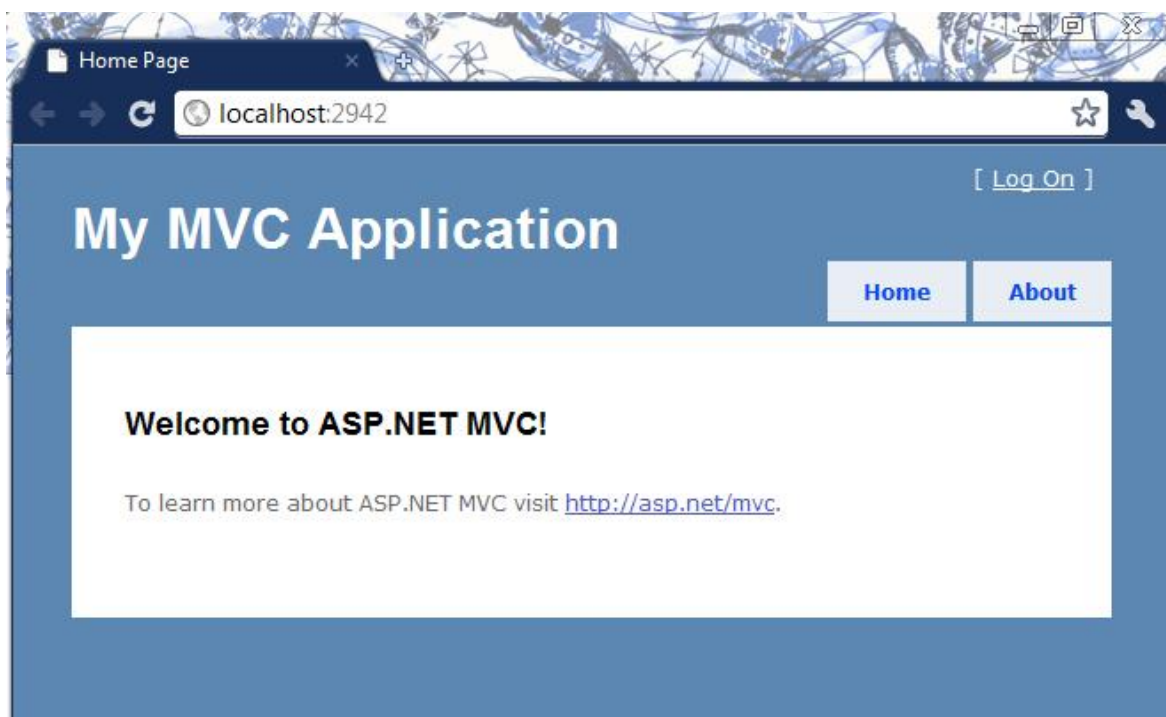 Home Page
localhost:2942
[ Log On ]
My MVC Application
Home About
Welcome to ASP.NET MVC!
To learn more about ASP.NET MVC visit http://asp.net/mvc.